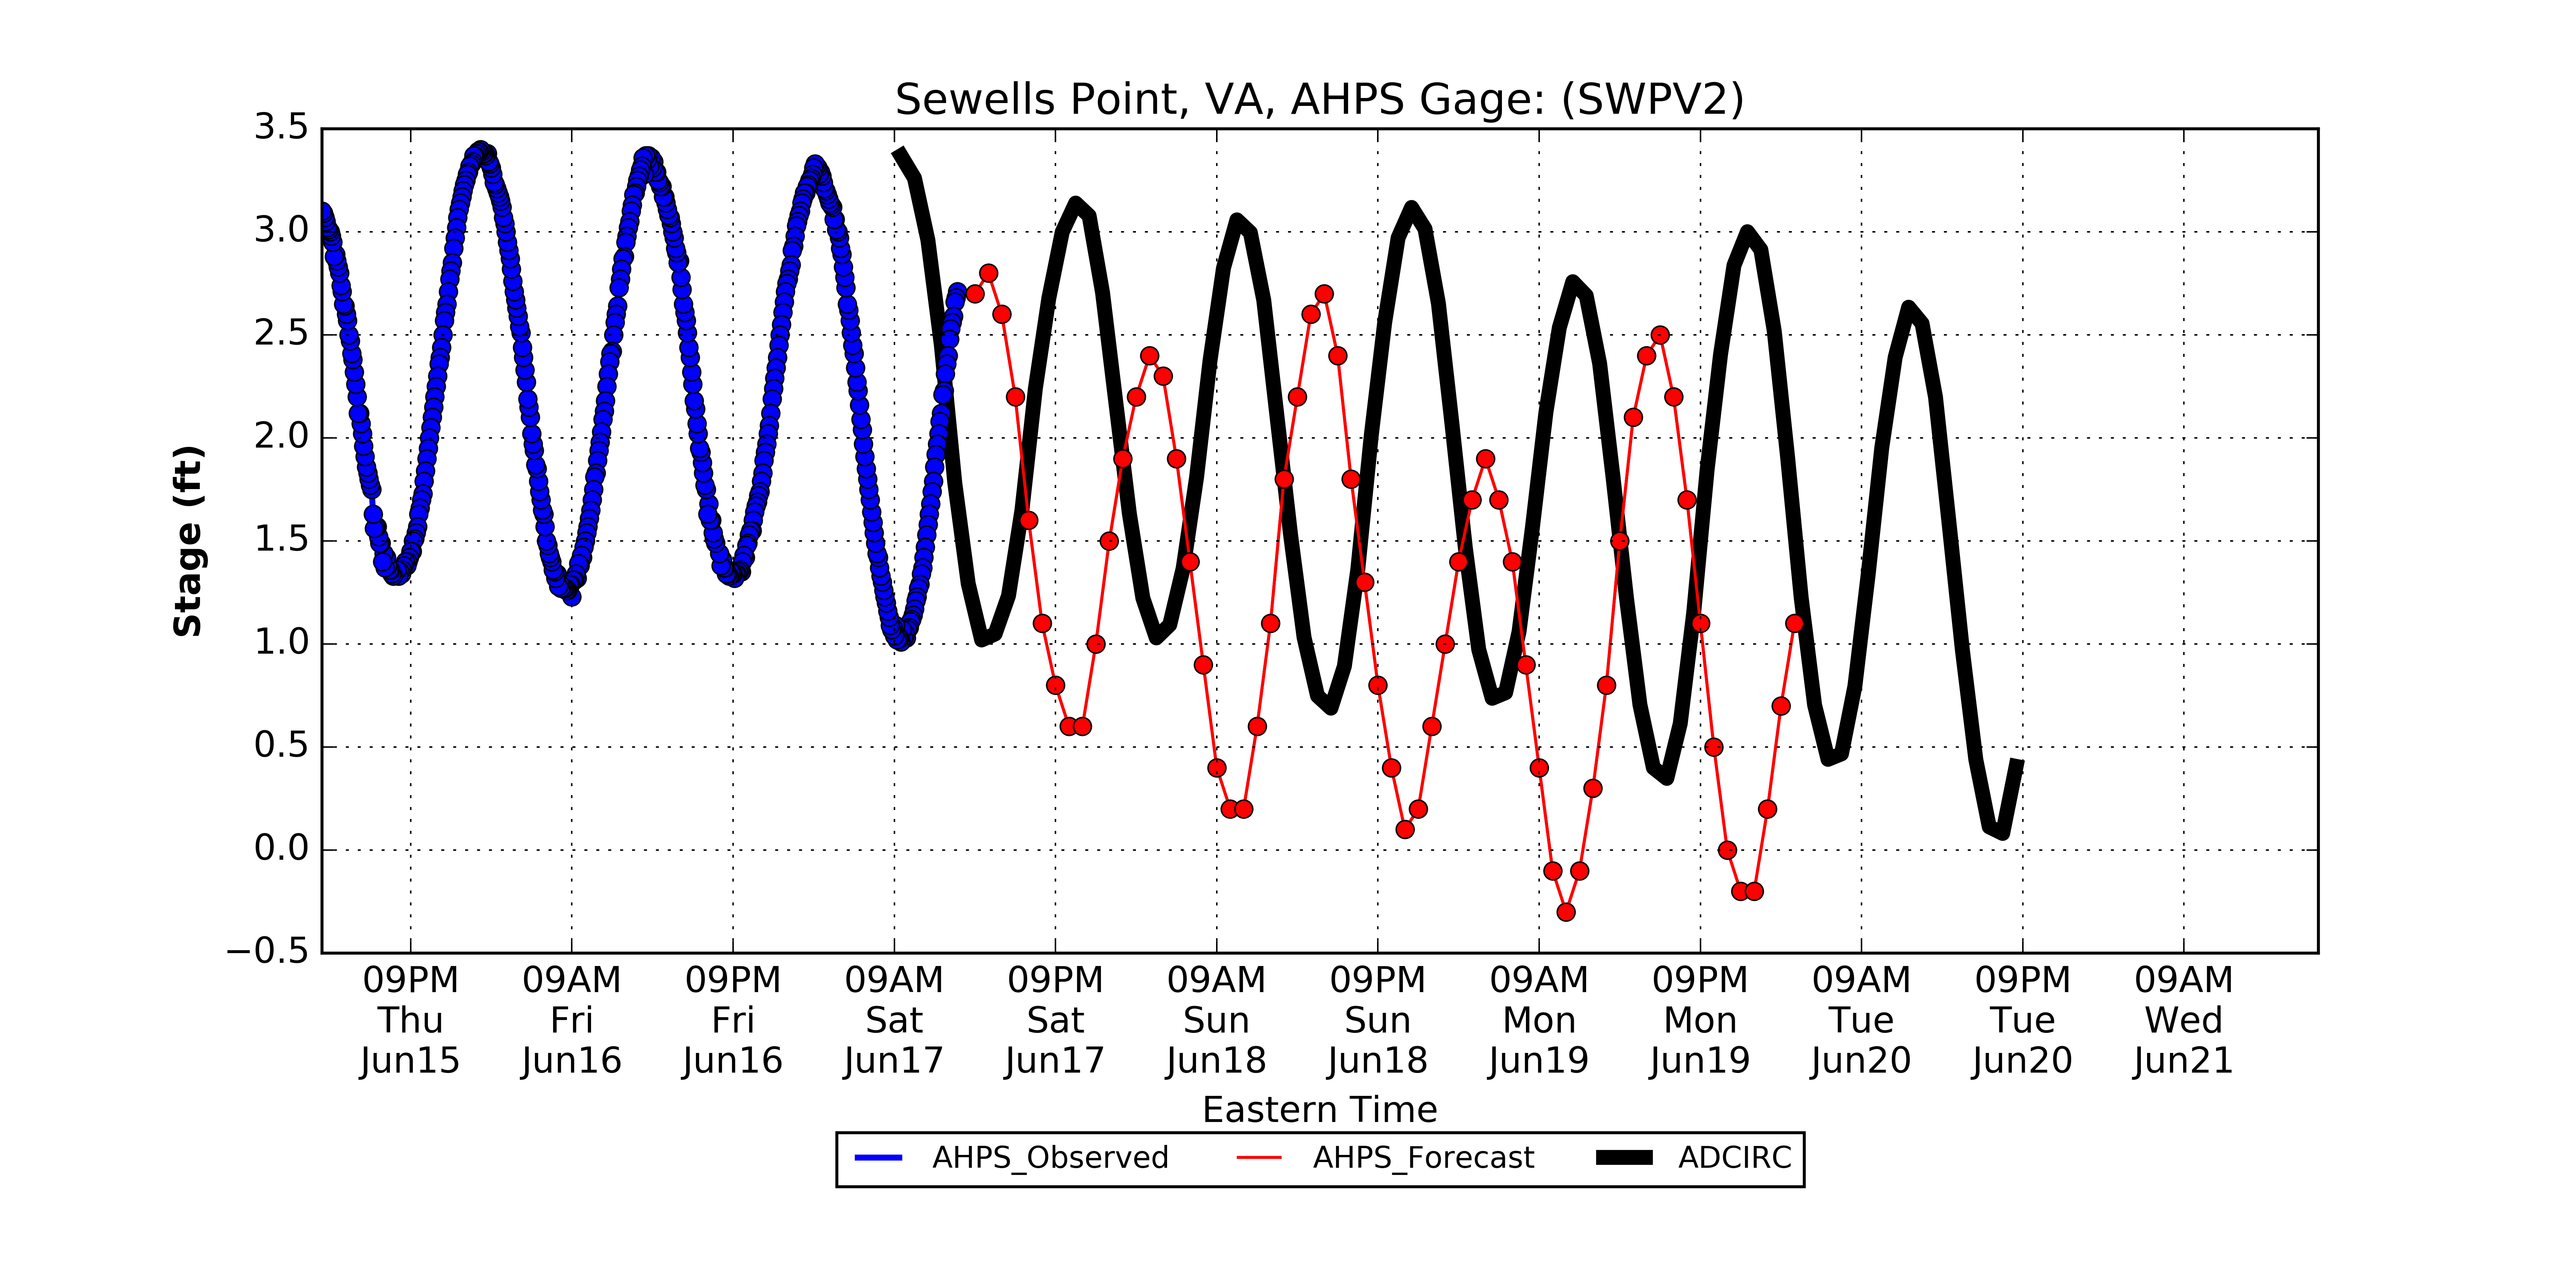 Sewells Point, VA, AHPS Gage: (SWPV2)
3.5
3.0
2.5
2.0
1.5
1.0
0.5
0.0
−0.5
Stage (ft)
09PM 09AM 09PM 09AM 09PM 09AM 09PM 09AM 09PM 09AM 09PM 09AM
Thu Fri Fri Sat Sat Sun Sun Mon Mon Tue Tue Wed
Jun15 Jun16 Jun16 Jun17 Jun17 Jun18 Jun18 Jun19 Jun19 Jun20 Jun20 Jun21
Eastern Time
AHPS_Observed AHPS_Forecast ADCIRC